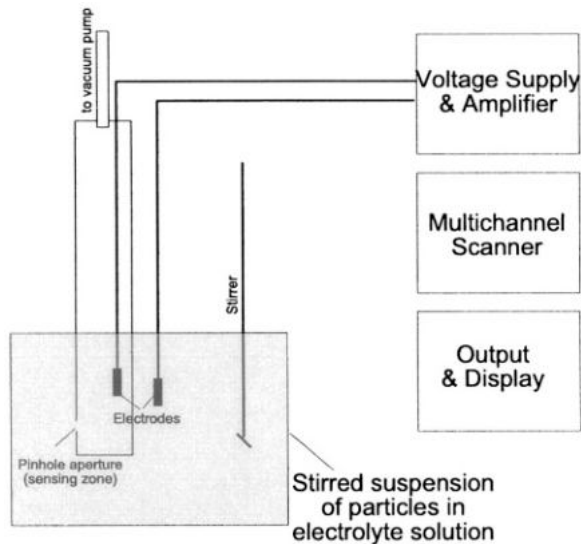 to vacuum pump
Voltage Supply
& Amplifier
Multichannel
Scanner
Stirrer
Output
& Display
Electrodes
Pinhole aperture
(sensing zone)
Stirred suspension
of particles in
electrolyte solution